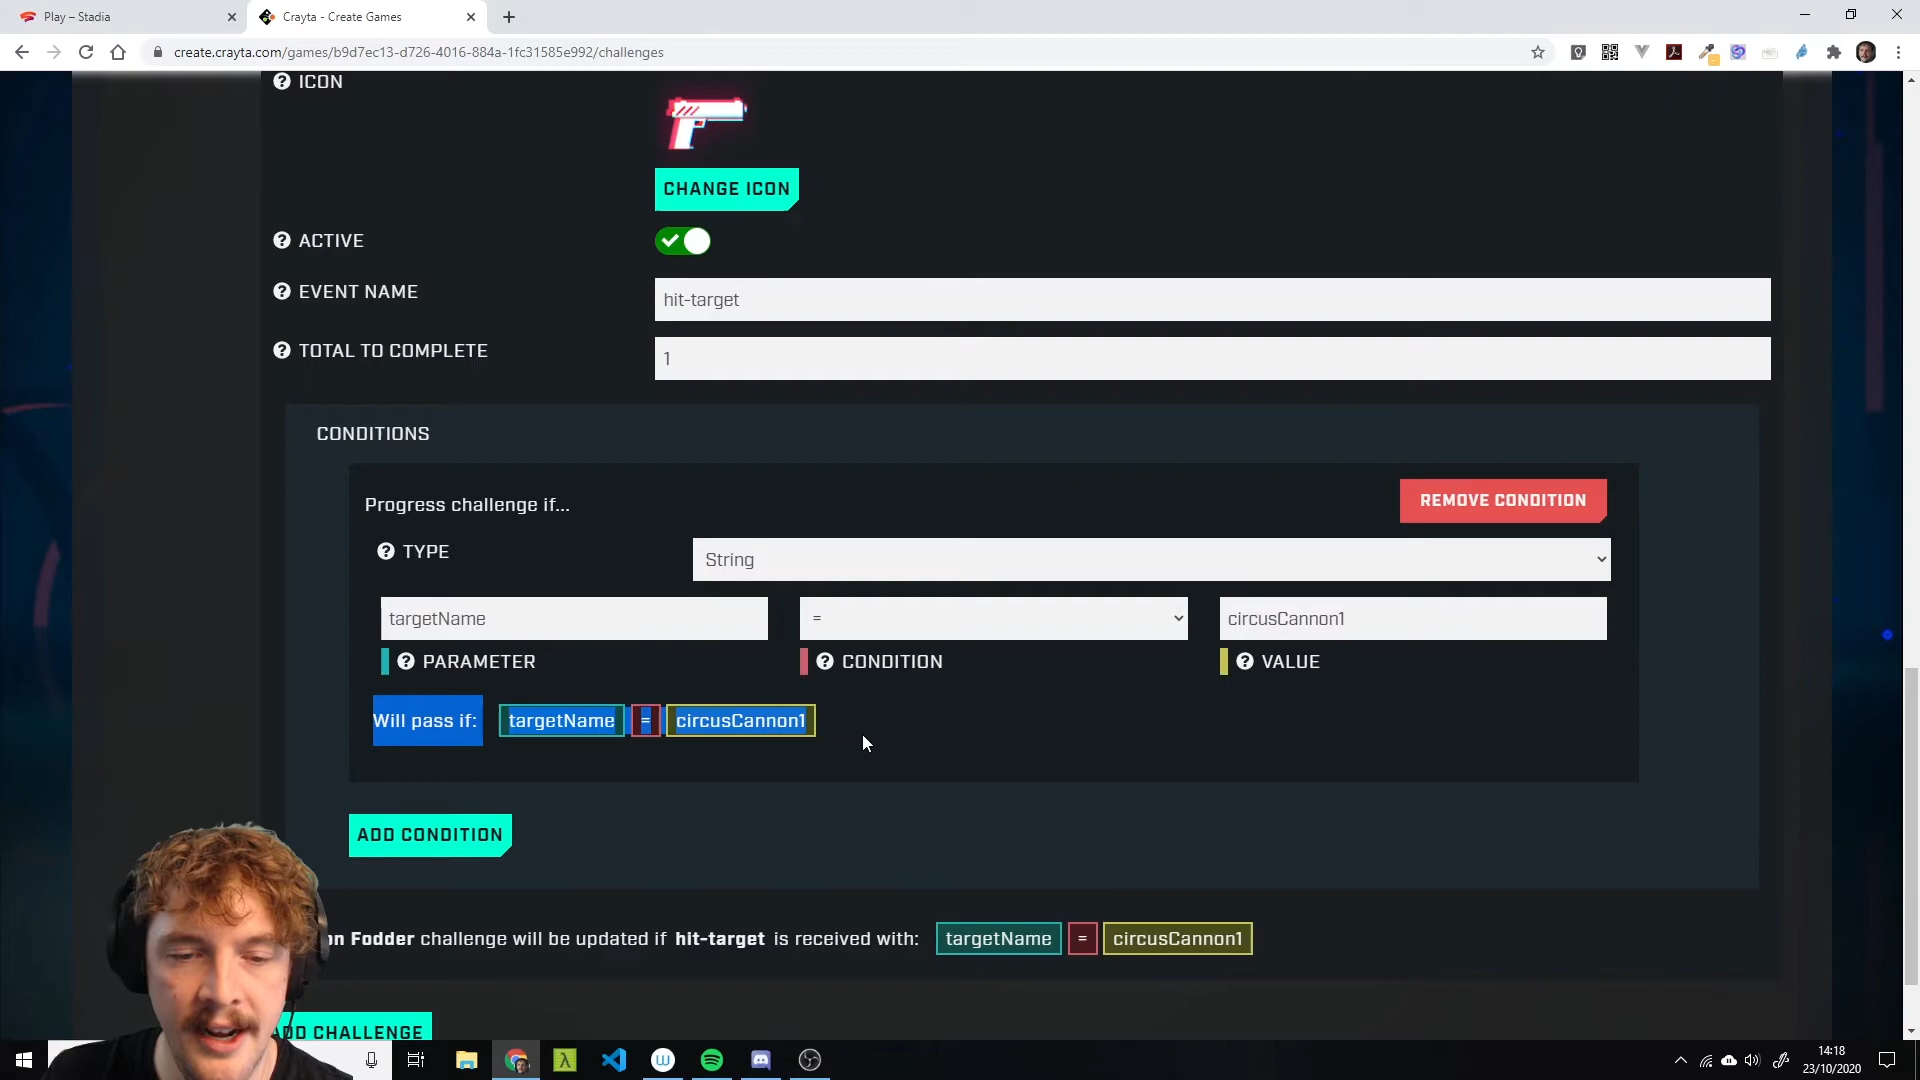 Play – Stadia
Crayta - Create Games
create.crayta.com/games/b9d7ec13-d726-4016-884a-1fc31585e992/challenges
ICON
CHANGE ICON
ACTIVE
EVENT NAME
hit-target
TOTAL TO COMPLETE
1
CONDITIONS
Progress challenge if...
REMOVE CONDITION
TYPE
String
targetName
=
circusCannon1
PARAMETER
CONDITION
VALUE
Will pass if: targetName = circusCannon1
ADD CONDITION
on Fodder challenge will be updated if hit-target is received with: targetName = circusCannon1
ADD CHALLENGE
14:18
23/10/2020